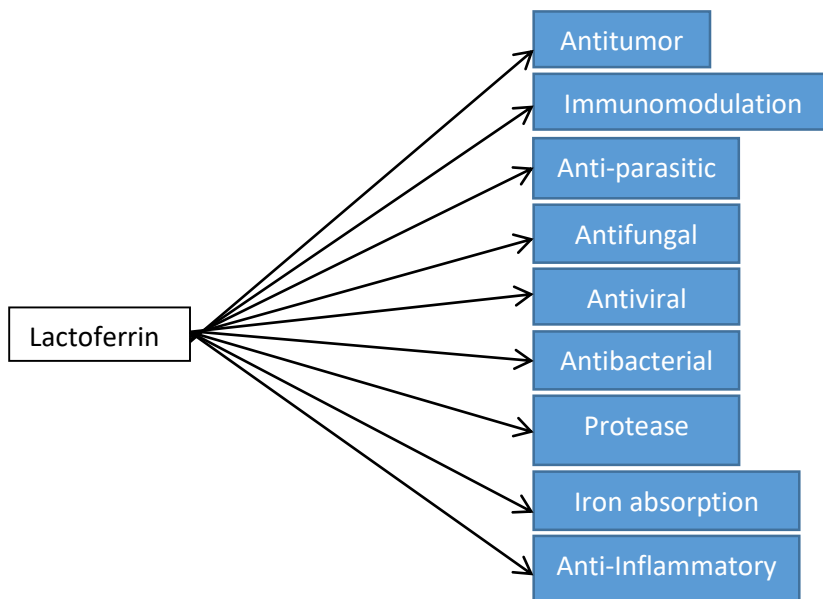 Antitumor
Immunomodulation
Anti-parasitic
Antifungal
Antiviral
Lactoferrin
Antibacterial
Protease
Iron absorption
Anti-Inflammatory